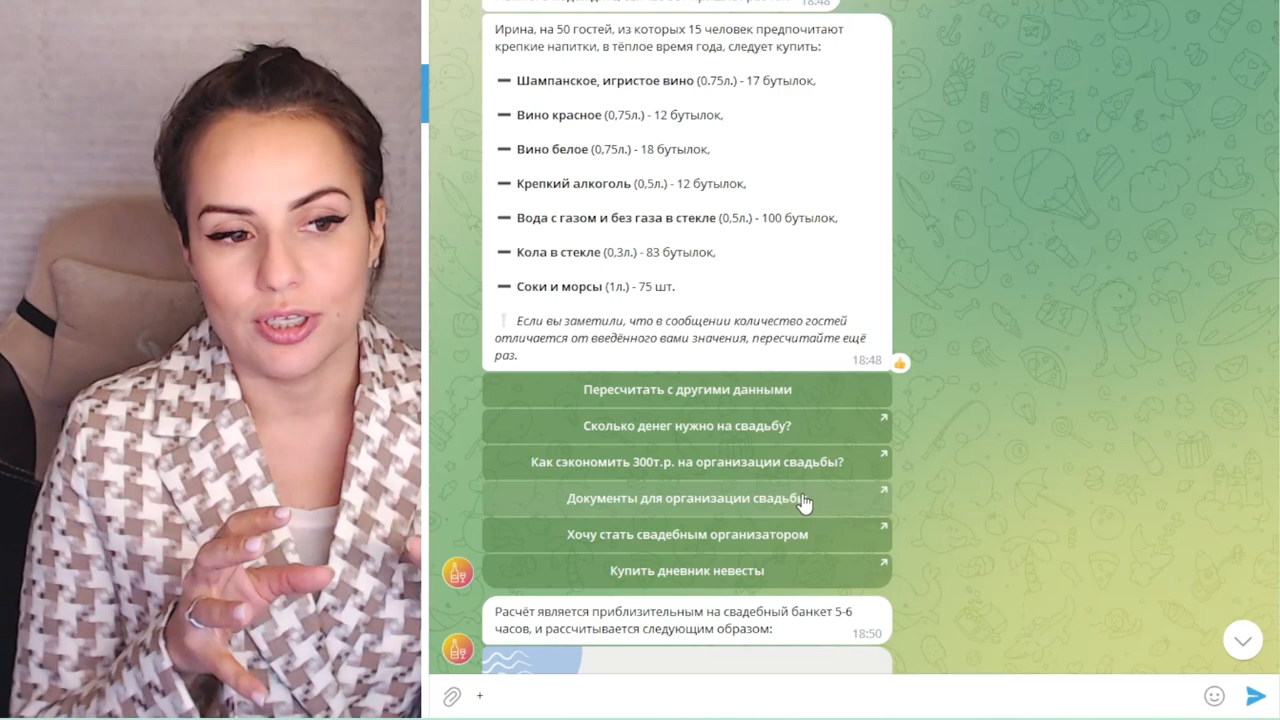 18:48
Ирина, на 50 гостей, из которых 15 человек предпочитают
крепкие напитки, в тёплое время года, следует купить:
➖ Шампанское, игристое вино (0.75л.) - 17 бутылок,
➖ Вино красное (0,75л.) - 12 бутылок,
➖ Вино белое (0,75л.) - 18 бутылок,
➖ Крепкий алкоголь (0,5л.) - 12 бутылок,
➖ Вода с газом и без газа в стекле (0,5л.) - 100 бутылок,
➖ Кола в стекле (0,3л.) - 83 бутылок,
➖ Соки и морсы (1л.) - 75 шт.
❕ Если вы заметили, что в сообщении количество гостей
отличается от введённого вами значения, пересчитайте ещё
раз.
18:48
Пересчитать с другими данными
Сколько денег нужно на свадьбу?
Как сэкономить 300т.р. на организации свадьбы?
Документы для организации свадьбы
Хочу стать свадебным организатором
Купить дневник невесты
Расчёт является приблизительным на свадебный банкет 5-6
часов, и рассчитывается следующим образом:
18:50
+